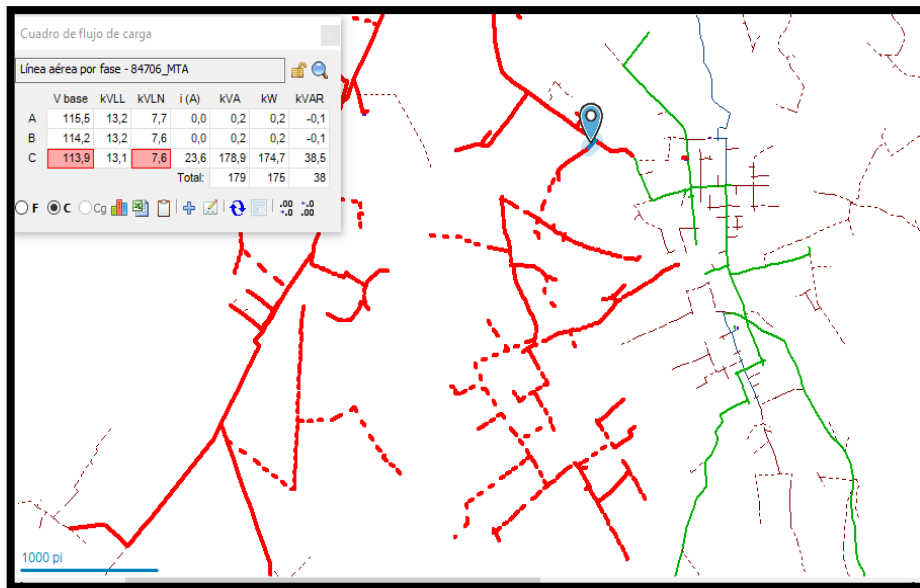 Cuadro de flujo de carga
x
Línea aérea por fase - 84706_MTA
V base kVLL kVLN i (A) kVA kW kVAR
A 115,5 13,2 7,7 0,0 0,2 0,2 -0,1
B 114,2 13,2 7,6 0,0 0,2 0,2 -0,1
C 113,9 13,1 7,6 23,6 178,9 174,7 38,5
Total: 179 175 38
F C Cg .00 +.0 +.0 .00
1000 pi